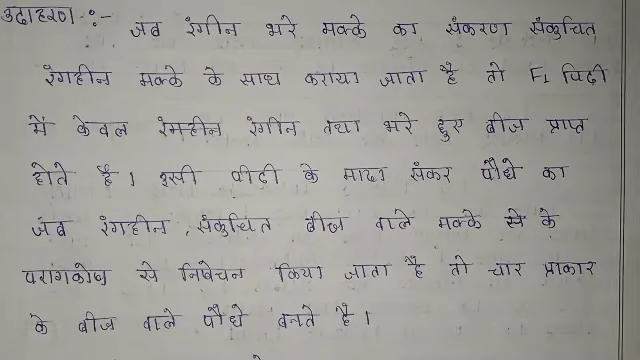 उदाहरण :-
जब रंगीन भरे मक्के का संकरण संकुचित
रंगहीन मक्के के साथ कराया जाता है तो F₁ पिढी
में केवल रंगहीन रंगीन तथा भरे हुए बीज प्राप्त
होते है। इसी पीढी के मादा संकर पौधे का
जब रंगहीन, संकुचित बीज वाले मक्के से के
परागकोष से निषेचन किया जाता है तो चार प्राकार
के बीज वाले पौधे बनते है।